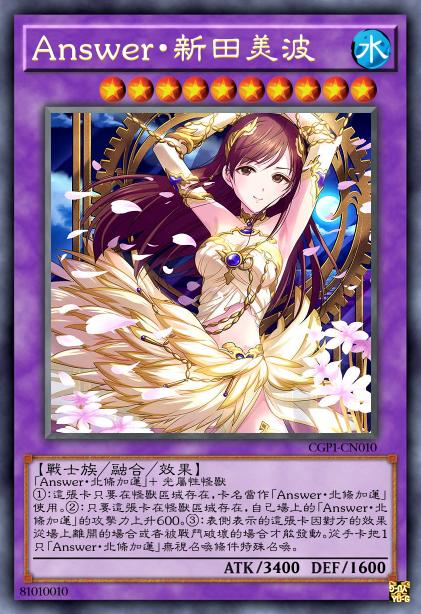 Answer・新田美波
水
CGP1-CN010
【戰士族/融合/效果】
「Answer・北條加蓮」+ 光屬性怪獸
①:這張卡只要在怪獸區域存在,卡名當作「Answer・北條加蓮」
使用。②:只要這張卡在怪獸區域存在,自己場上的「Answer・北條加
蓮」的攻擊力上升600。③:表側表示的這張卡因對方的效果
從場上離開的場合或者被戰鬥破壞的場合才能發動。從手卡把1
只「Answer・北條加蓮」無視召喚條件特殊召喚。
ATK/3400 DEF/1600
81010010